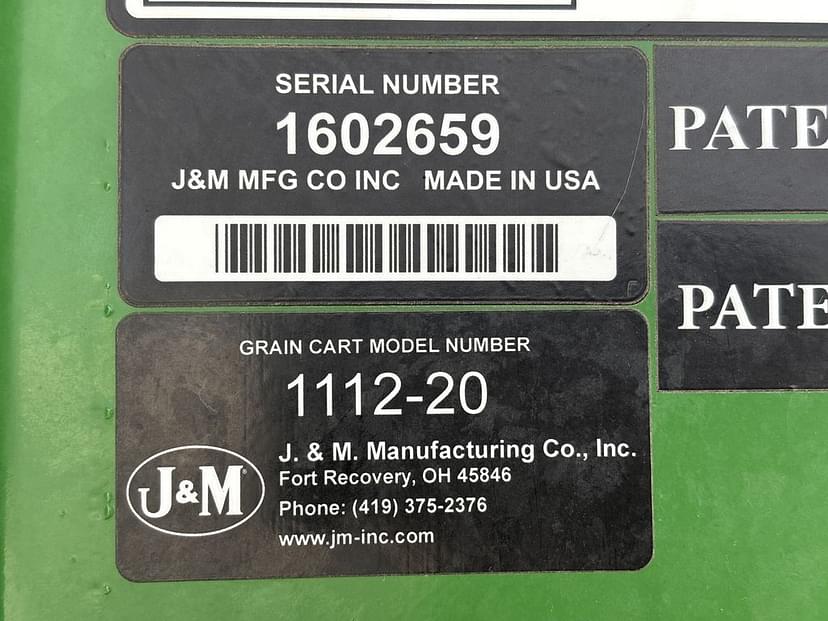 SERIAL NUMBER
1602659
J&M MFG CO INC MADE IN USA
GRAIN CART MODEL NUMBER
1112-20
J. & M. Manufacturing Co., Inc.
Fort Recovery, OH 45846
Phone: (419) 375-2376
www.jm-inc.com
J&M
PATE
PATE